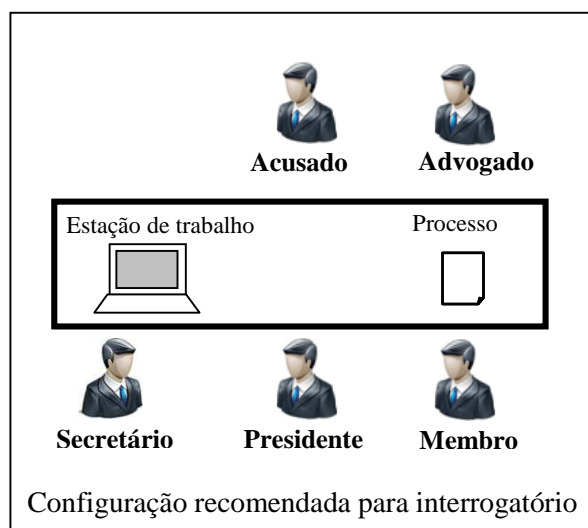 Acusado Advogado
Estação de trabalho Processo
Secretário Presidente Membro
Configuração recomendada para interrogatório